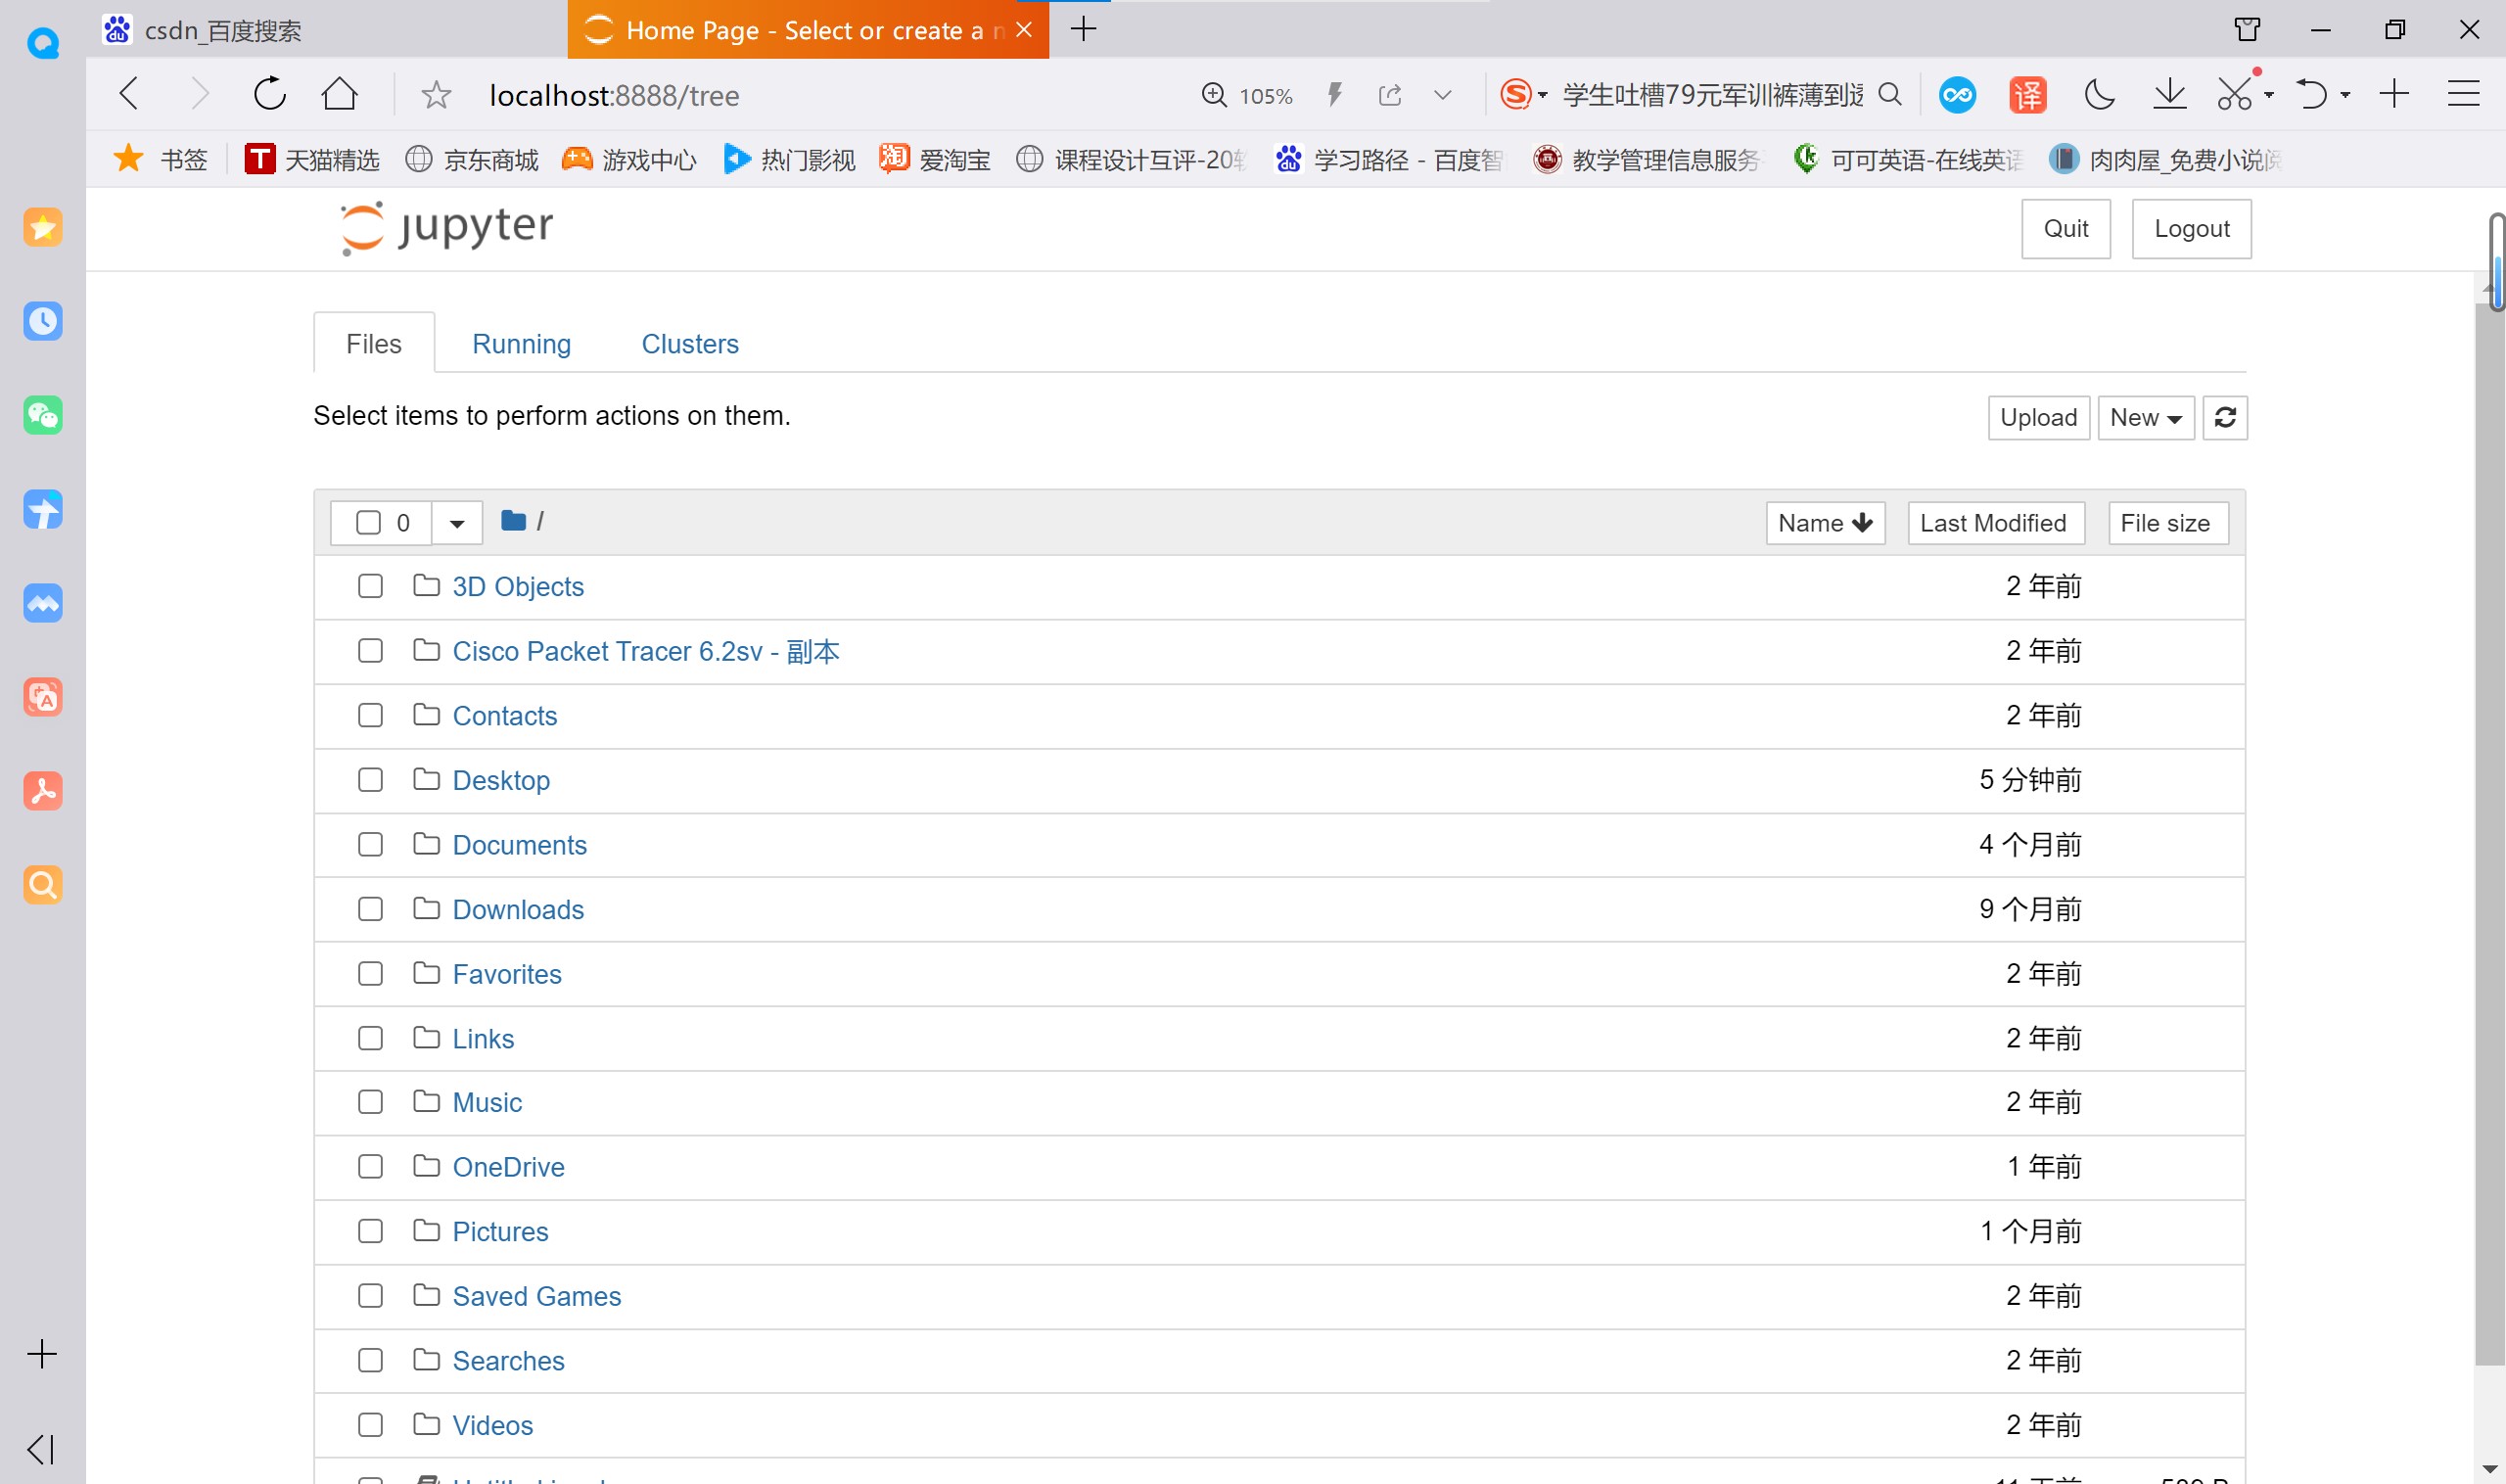 csdn_百度搜索
Home Page - Select or create a n
localhost:8888/tree
105%
学生吐槽79元军训裤薄到透
译
书签
天猫精选
京东商城
游戏中心
热门影视
淘 爱淘宝
课程设计互评-20
学习路径 - 百度智
教学管理信息服务
可可英语-在线英语
肉肉屋_免费小说阅
jupyter
Quit
Logout
Files
Running
Clusters
Select items to perform actions on them.
Upload
New
0
/
Name
Last Modified
File size
3D Objects 2 年前
Cisco Packet Tracer 6.2sv - 副本 2 年前
Contacts 2 年前
Desktop 5 分钟前
Documents 4 个月前
Downloads 9 个月前
Favorites 2 年前
Links 2 年前
Music 2 年前
OneDrive 1 年前
Pictures 1 个月前
Saved Games 2 年前
Searches 2 年前
Videos 2 年前